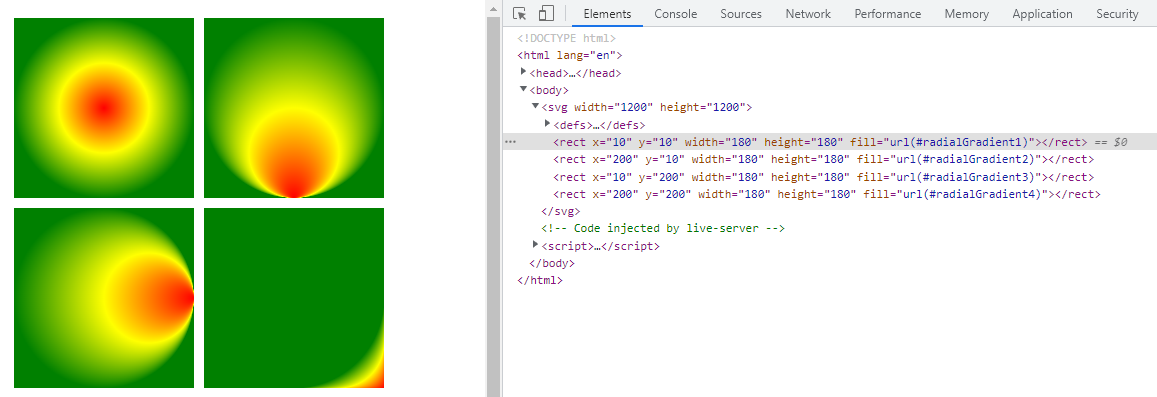 Elements Console Sources Network Performance Memory Application Security
<!DOCTYPE html>
<html lang="en">
<head>…</head>
<body>
<svg width="1200" height="1200">
<defs>…</defs>
<rect x="10" y="10" width="180" height="180" fill="url(#radialGradient1)"></rect> == $0
<rect x="200" y="10" width="180" height="180" fill="url(#radialGradient2)"></rect>
<rect x="10" y="200" width="180" height="180" fill="url(#radialGradient3)"></rect>
<rect x="200" y="200" width="180" height="180" fill="url(#radialGradient4)"></rect>
</svg>
<!-- Code injected by live-server -->
<script>…</script>
</body>
</html>